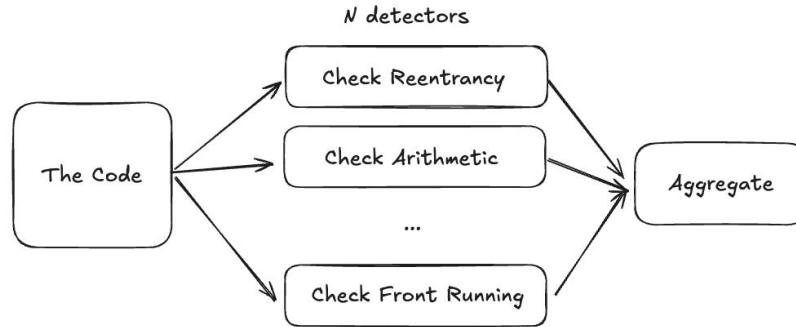 N detectors
Check Reentrancy
The Code
Check Arithmetic
Aggregate
...
Check Front Running